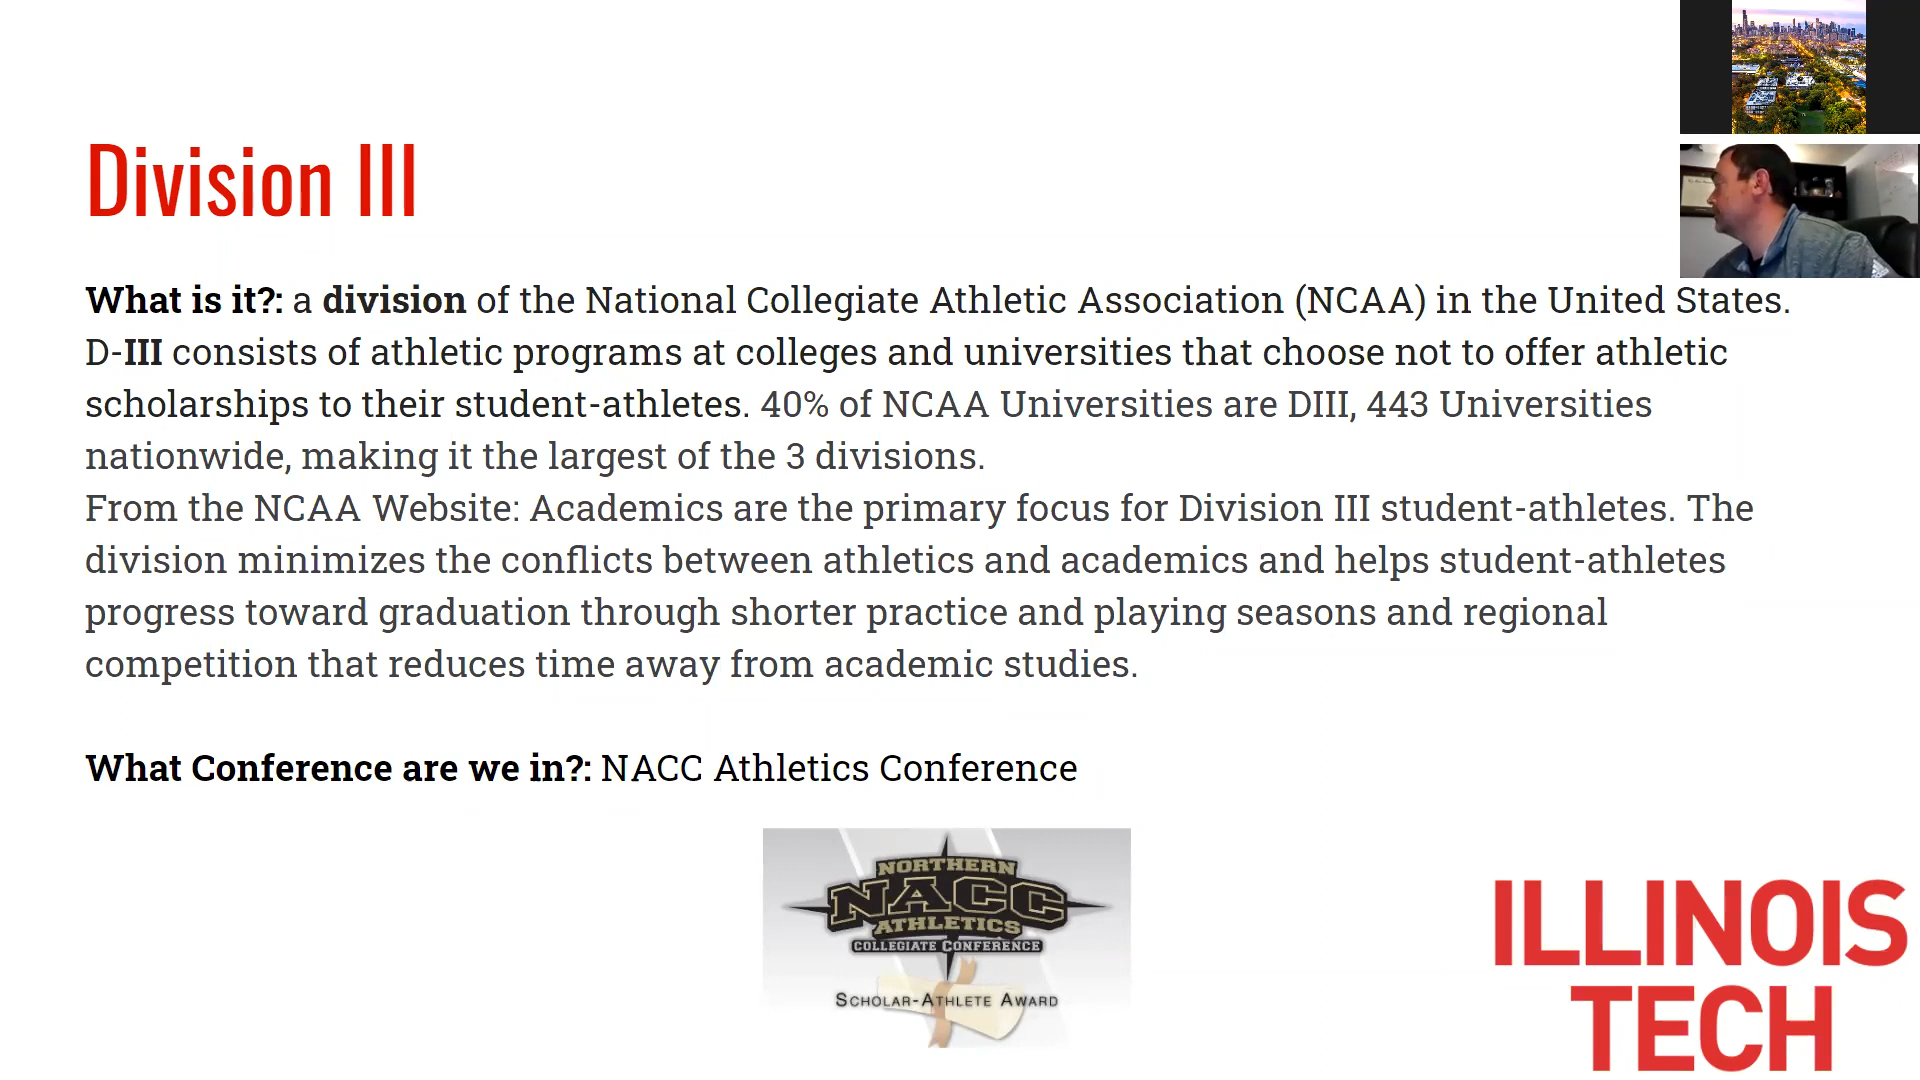 Division III
What is it?: a division of the National Collegiate Athletic Association (NCAA) in the United States.
D-III consists of athletic programs at colleges and universities that choose not to offer athletic
scholarships to their student-athletes. 40% of NCAA Universities are DIII, 443 Universities
nationwide, making it the largest of the 3 divisions.
From the NCAA Website: Academics are the primary focus for Division III student-athletes. The
division minimizes the conflicts between athletics and academics and helps student-athletes
progress toward graduation through shorter practice and playing seasons and regional
competition that reduces time away from academic studies.
What Conference are we in?: NACC Athletics Conference
NORTHERN
NACC
ATHLETICS
COLLEGIATE CONFERENCE
SCHOLAR-ATHLETE AWARD
ILLINOIS
TECH